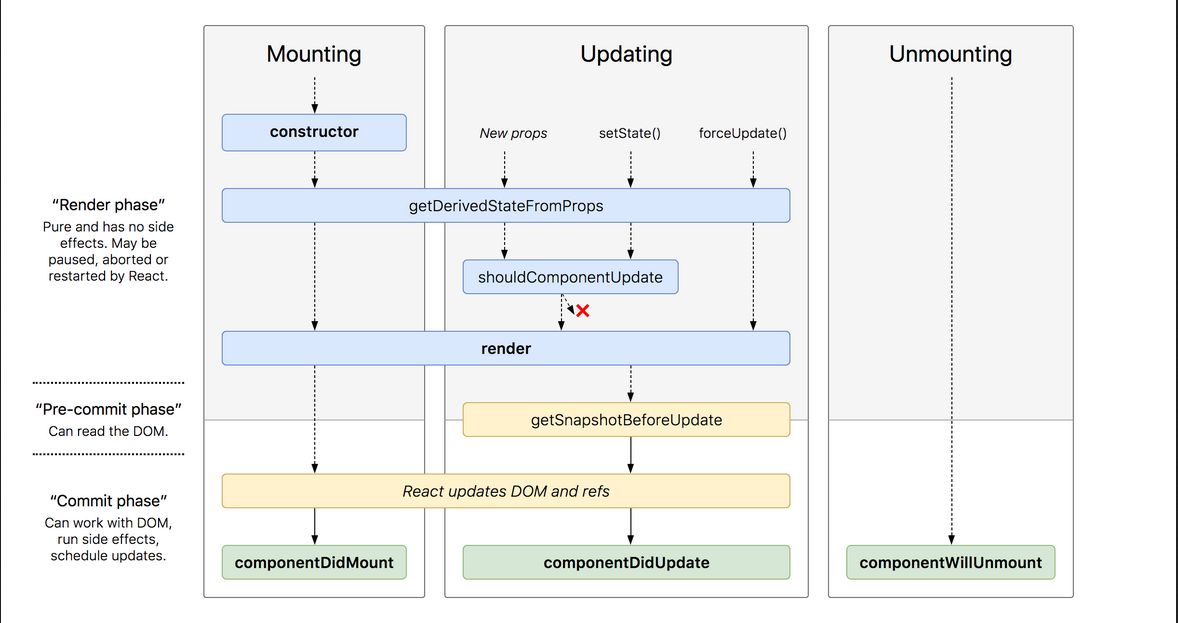 Mounting
Updating
Unmounting
constructor
New props
setState()
forceUpdate()
“Render phase”
Pure and has no side
effects. May be
paused, aborted or
restarted by React.
getDerivedStateFromProps
shouldComponentUpdate
render
“Pre-commit phase”
Can read the DOM.
getSnapshotBeforeUpdate
“Commit phase”
Can work with DOM,
run side effects,
schedule updates.
React updates DOM and refs
componentDidMount
componentDidUpdate
componentWillUnmount